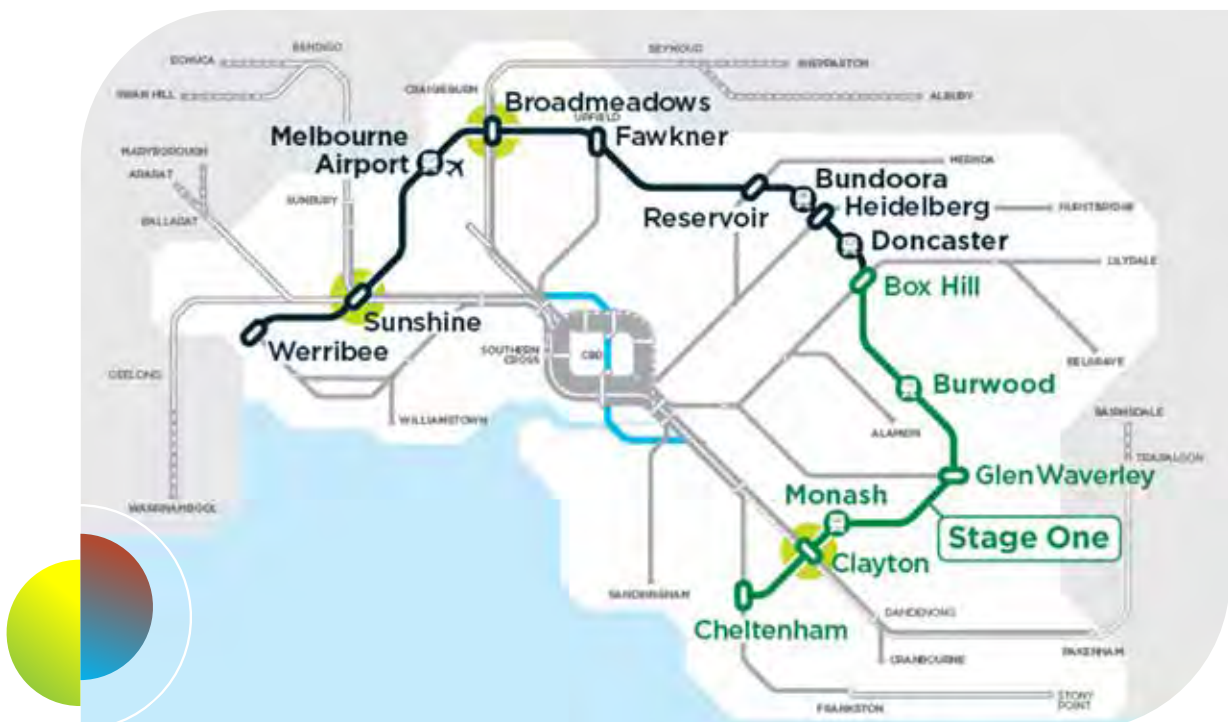 BENDIGO
ECHUCA
SWAN HILL
SEYMOUR
SHEPPARTON
ALBURY
CRAIGIEBURN
Broadmeadows
UPFIELD
Fawkner
Melbourne
Airport
MARYBOROUGH
ARARAT
BALLARAT
SUNBURY
MERNDA
Bundoora
Reservoir
Heidelberg
HURSTBRIDGE
Doncaster
LILYDALE
Box Hill
Sunshine
Werribee
SOUTHERN
CROSS
CBD
GEELONG
BELGRAVE
Burwood
WILLIAMSTOWN
ALAMEIN
BAIRNSDALE
TRARALGON
Glen Waverley
WARRNAMBOOL
Monash
Stage One
Clayton
SANDRINGHAM
Cheltenham
DANDENONG
CRANBOURNE
PAKENHAM
FRANKSTON
STONY
POINT